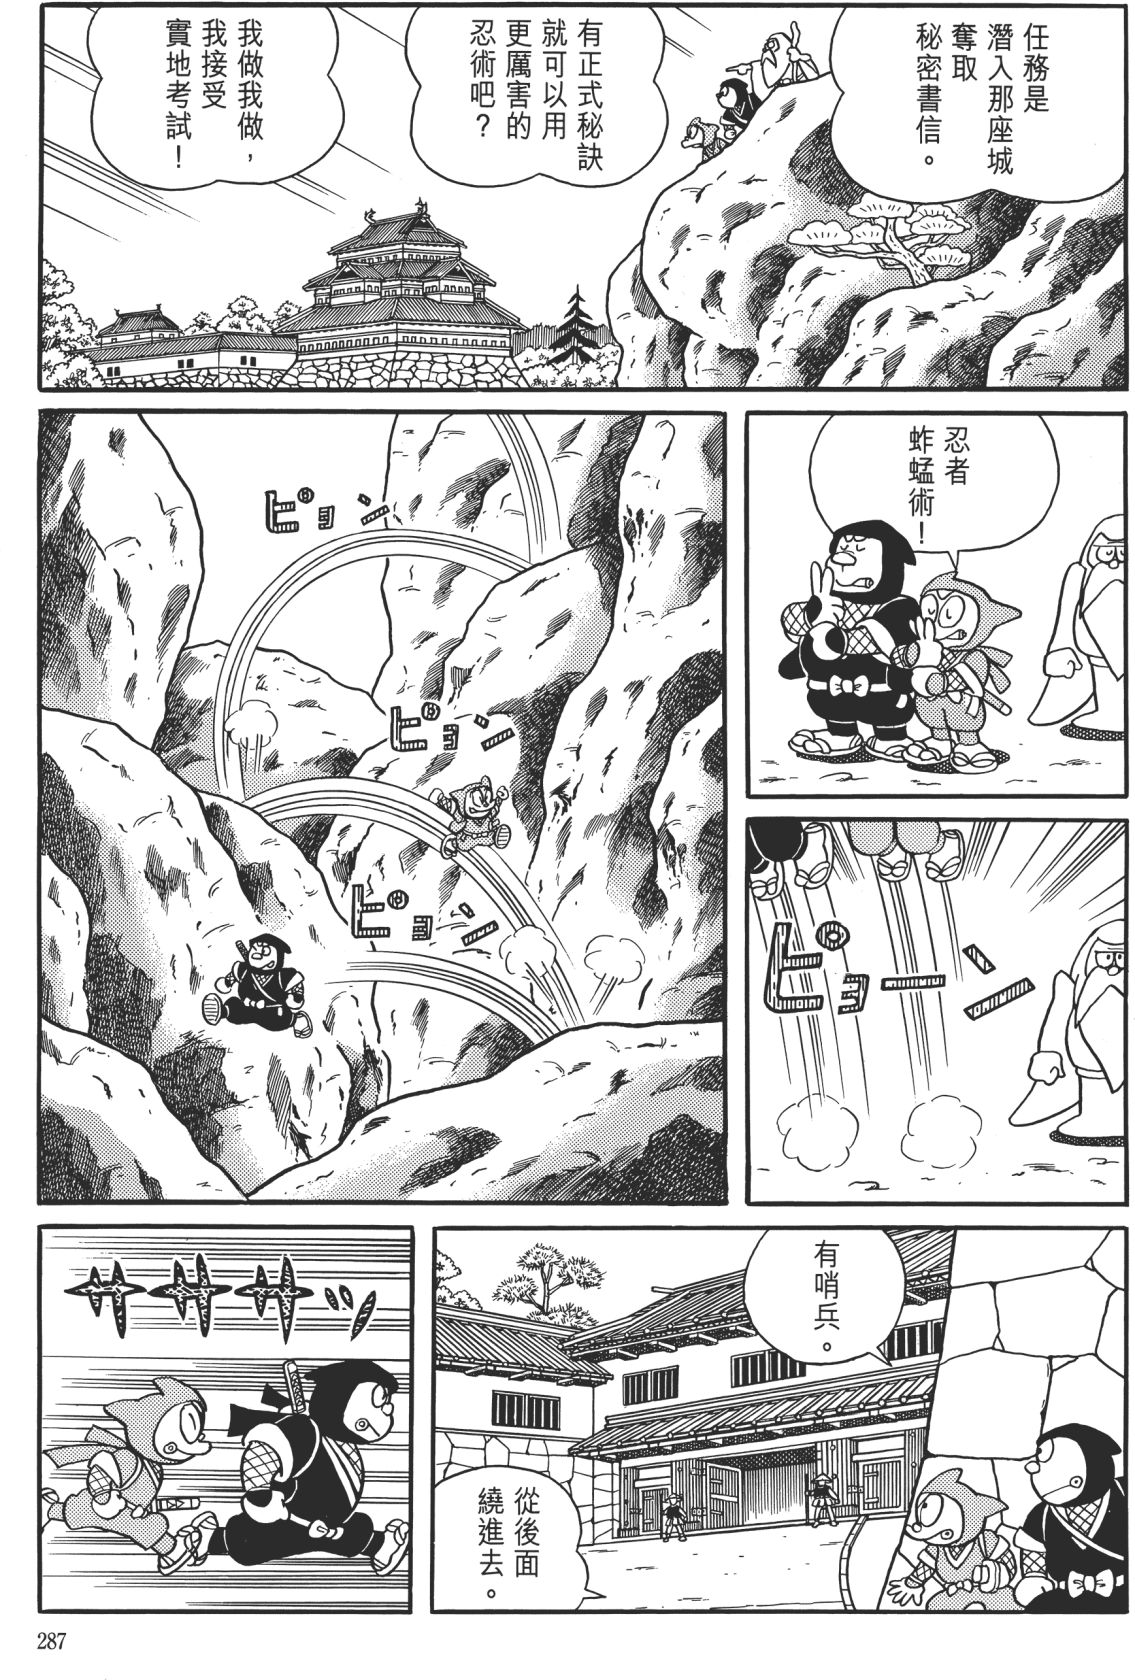 任務是
潛入那座城
奪取
秘密書信。
有正式秘訣
就可以用
更厲害的
忍術吧？
我做我做，
我接受
實地考試！
忍者
蚱蜢術！
ピョーン
ピョン
ピョン
ピョン
有哨兵。
從後面
繞進去。
サササッ
287